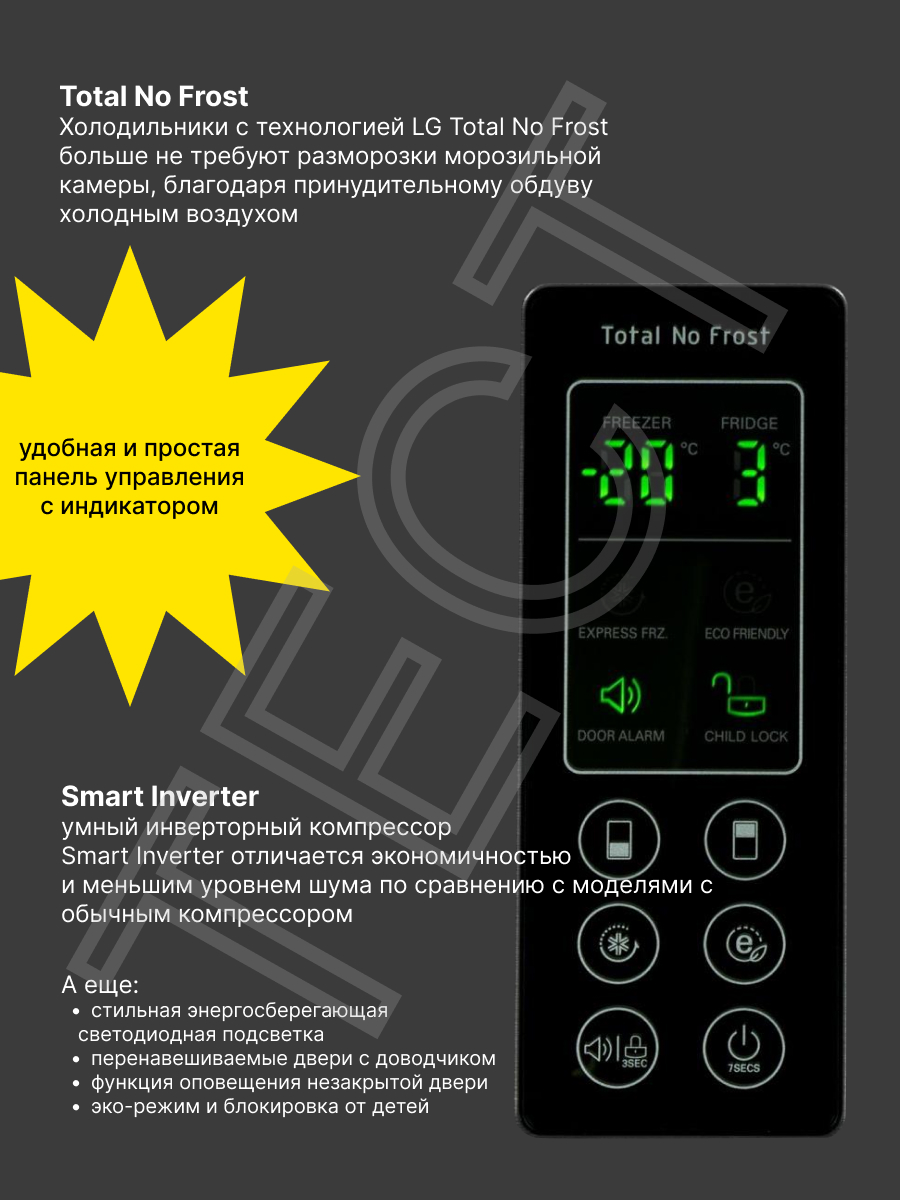 Total No Frost
Холодильники с технологией LG Total No Frost
больше не требуют разморозки морозильной
камеры, благодаря принудительному обдуву
холодным воздухом
удобная и простая
панель управления
с индикатором
Total No Frost
FREEZER FRIDGE
-20 °C 3 °C
e
EXPRESS FRZ. ECO FRIENDLY
DOOR ALARM CHILD LOCK
Smart Inverter
умный инверторный компрессор
Smart Inverter отличается экономичностью
и меньшим уровнем шума по сравнению с моделями с
обычным компрессором
e
3SEC 7SECS
А еще:
• стильная энергосберегающая
светодиодная подсветка
• перенавешиваемые двери с доводчиком
• функция оповещения незакрытой двери
• эко-режим и блокировка от детей
ТЕСТ